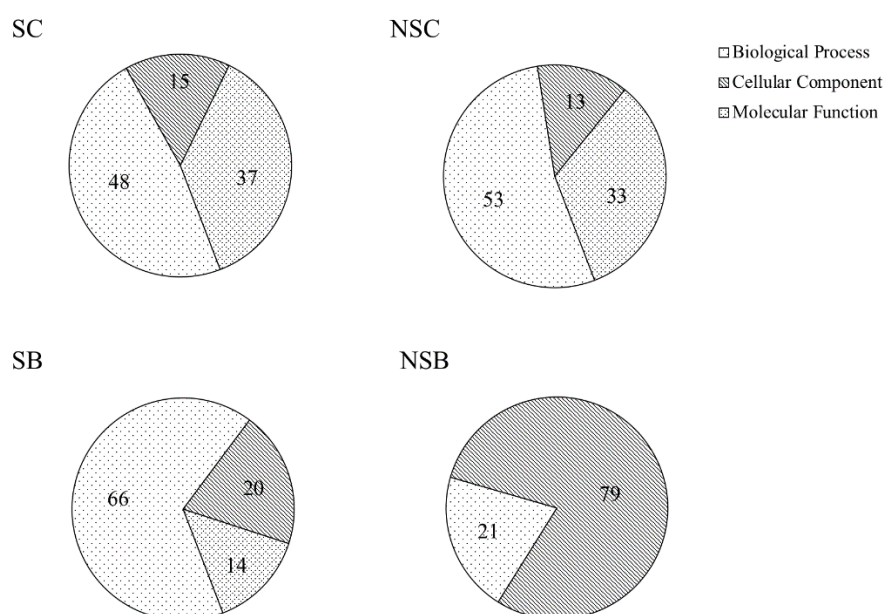 SC
NSC
15
48
37
13
53
33
Biological Process
Cellular Component
Molecular Function
SB
NSB
66
20
14
79
21